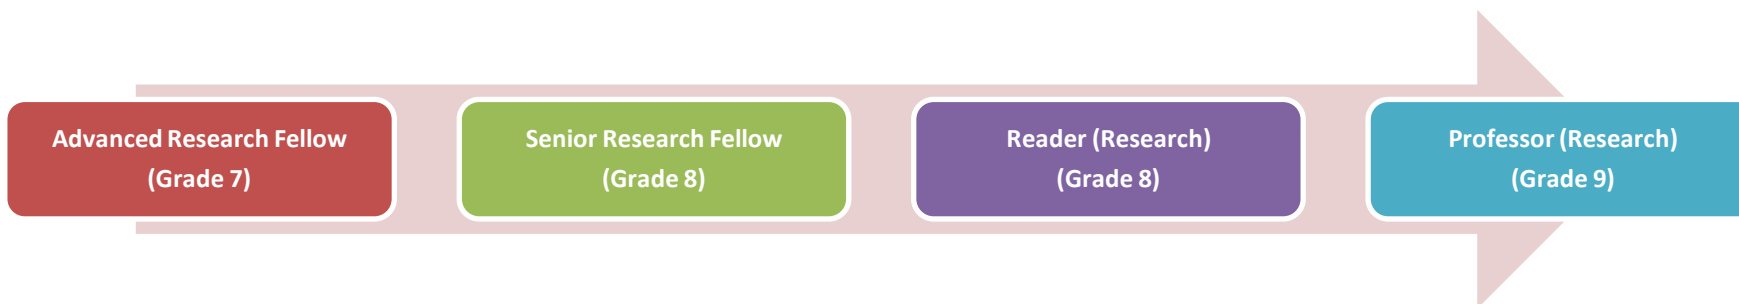 Advanced Research Fellow
(Grade 7)
Senior Research Fellow
(Grade 8)
Reader (Research)
(Grade 8)
Professor (Research)
(Grade 9)